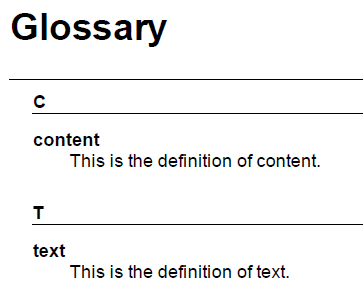 Glossary
C
content
This is the definition of content.
T
text
This is the definition of text.